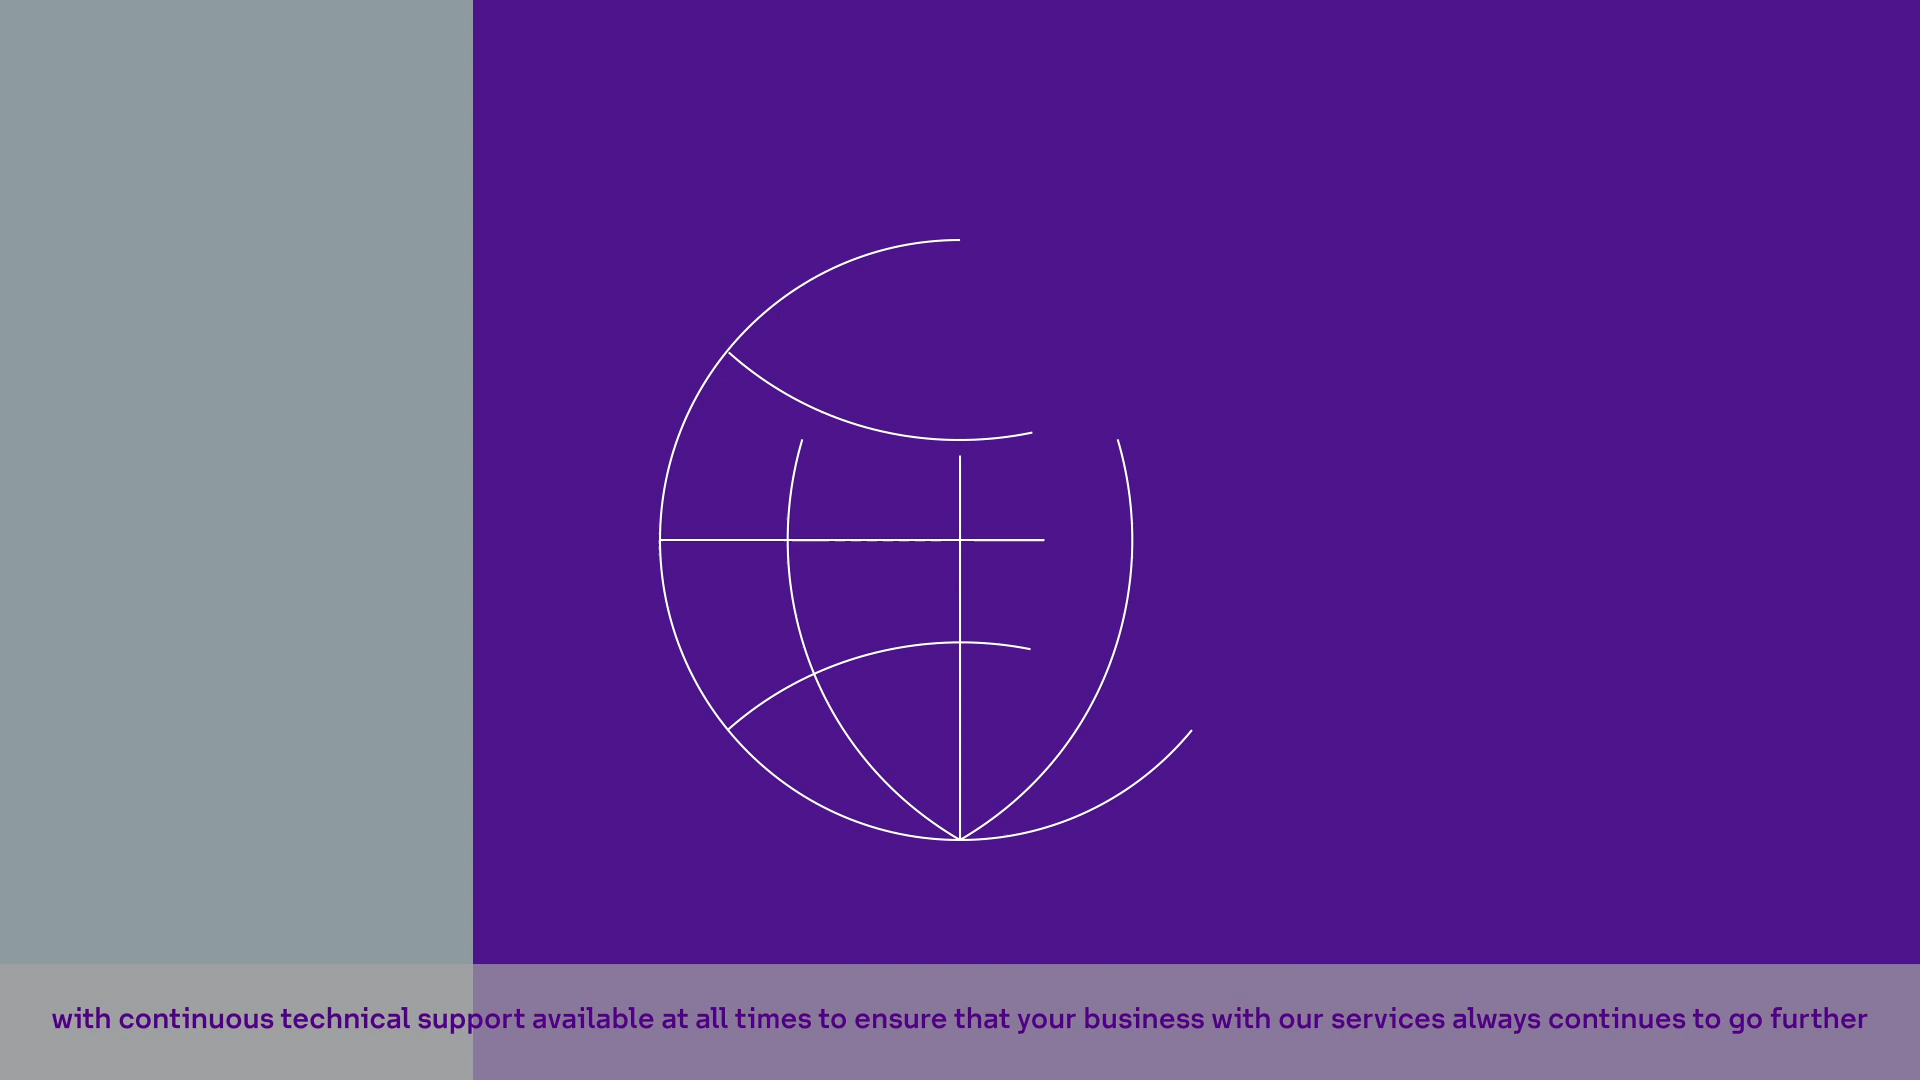 with continuous technical support available at all times to ensure that your business with our services always continues to go further